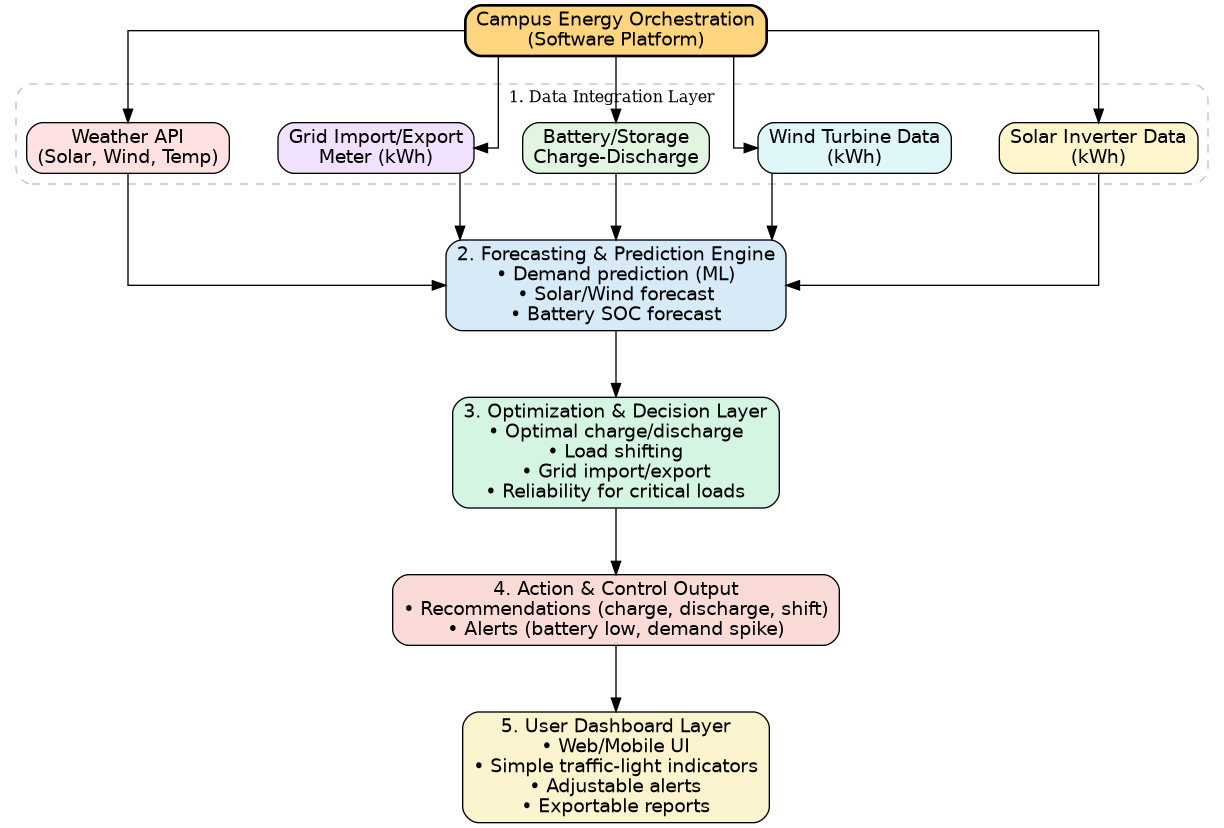 Campus Energy Orchestration
(Software Platform)
1. Data Integration Layer
Weather API
(Solar, Wind, Temp)
Grid Import/Export
Meter (kWh)
Battery/Storage
Charge-Discharge
Wind Turbine Data
(kWh)
Solar Inverter Data
(kWh)
2. Forecasting & Prediction Engine
• Demand prediction (ML)
• Solar/Wind forecast
• Battery SOC forecast
3. Optimization & Decision Layer
• Optimal charge/discharge
• Load shifting
• Grid import/export
• Reliability for critical loads
4. Action & Control Output
• Recommendations (charge, discharge, shift)
• Alerts (battery low, demand spike)
5. User Dashboard Layer
• Web/Mobile UI
• Simple traffic-light indicators
• Adjustable alerts
• Exportable reports